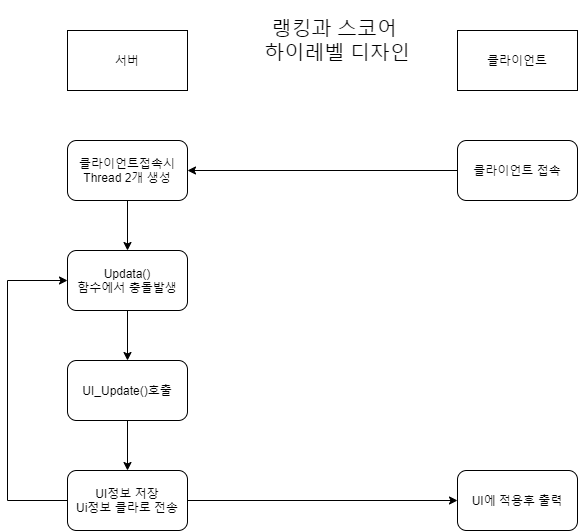 랭킹과 스코어
하이레벨 디자인
서버
클라이언트
클라이언트접속시
Thread 2개 생성
클라이언트 접속
Updata()
함수에서 충돌발생
UI_Update()호출
UI정보 저장
Ui정보 클라로 전송
UI에 적용후 출력